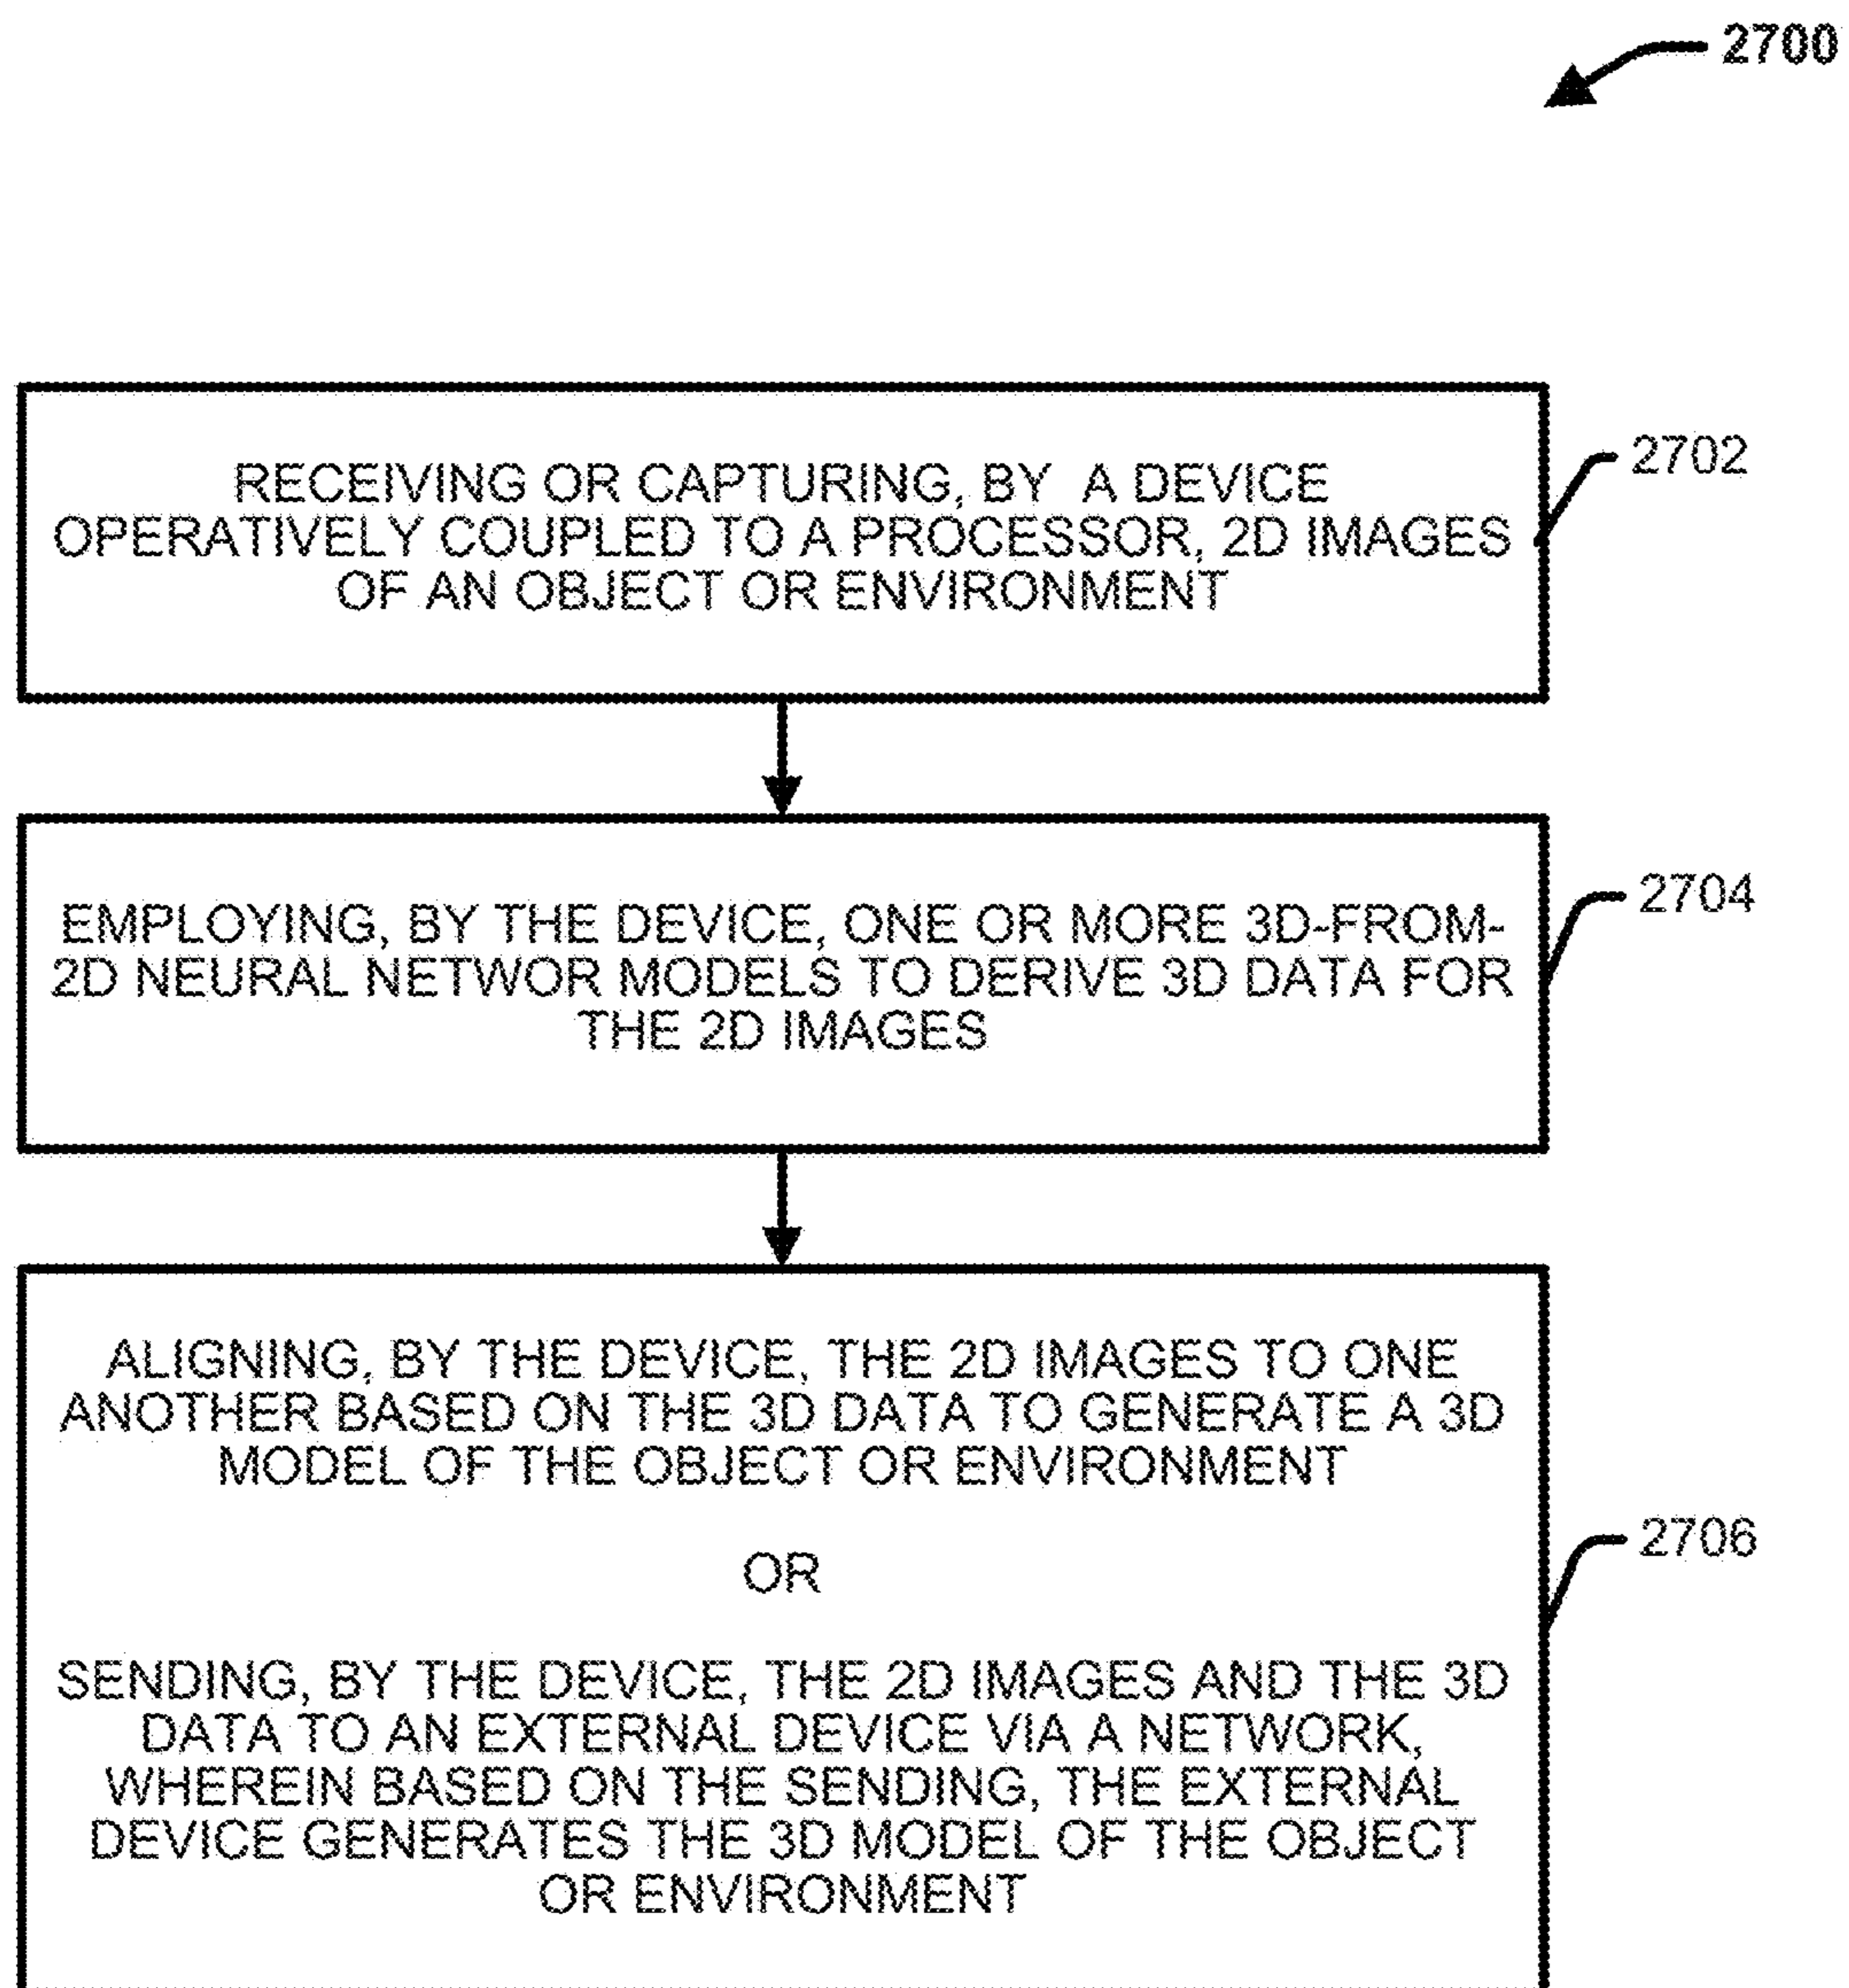 2700
RECEIVING OR CAPTURING, BY A DEVICE
OPERATIVELY COUPLED TO A PROCESSOR, 2D IMAGES
OF AN OBJECT OR ENVIRONMENT
2702
EMPLOYING, BY THE DEVICE, ONE OR MORE 3D-FROM-
2D NEURAL NETWOR MODELS TO DERIVE 3D DATA FOR
THE 2D IMAGES
2704
ALIGNING, BY THE DEVICE, THE 2D IMAGES TO ONE
ANOTHER BASED ON THE 3D DATA TO GENERATE A 3D
MODEL OF THE OBJECT OR ENVIRONMENT
OR
SENDING, BY THE DEVICE, THE 2D IMAGES AND THE 3D
DATA TO AN EXTERNAL DEVICE VIA A NETWORK,
WHEREIN BASED ON THE SENDING, THE EXTERNAL
DEVICE GENERATES THE 3D MODEL OF THE OBJECT
OR ENVIRONMENT
2706